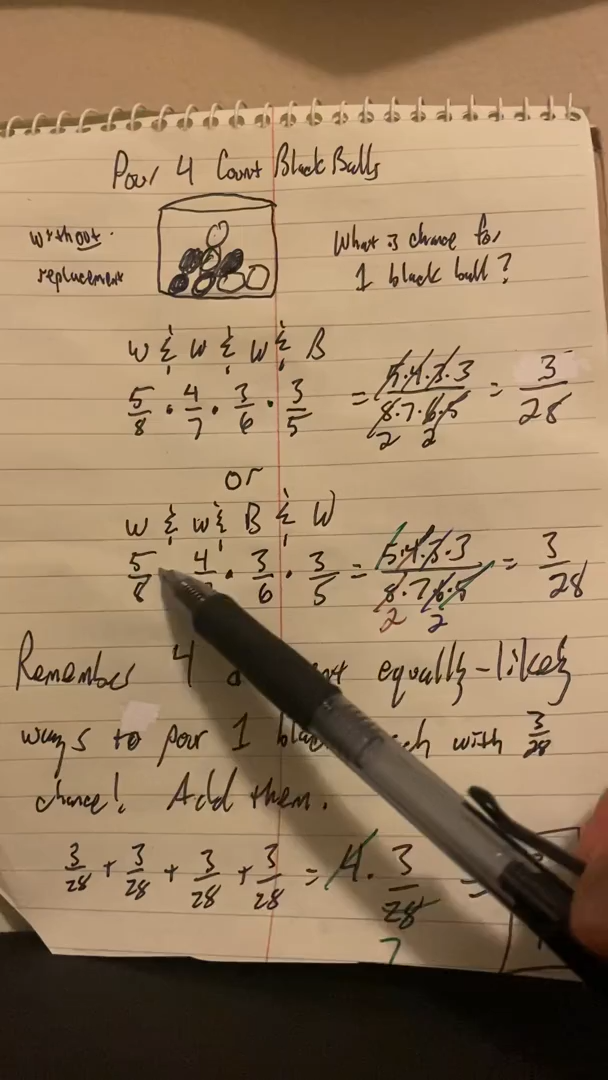 Pour 4 Count Black Balls
without
replacement
What is chance for
1 black ball?
W & W & W & B
5/8 · 4/7 · 3/6 · 3/5 = 5·4·3·3/8·7·6·5 = 3/28
2 2
or
W & W & B & W
5/8 4/ · 3/6 · 3/5 = 5·4·3·3/8·7·6·5 = 3/28
2 2
Remember 4 equally-likely
ways to pour 1 with 3/28
chance! Add them.
3/28 + 3/28 + 3/28 + 3/28 = 4 · 3/28 =
7